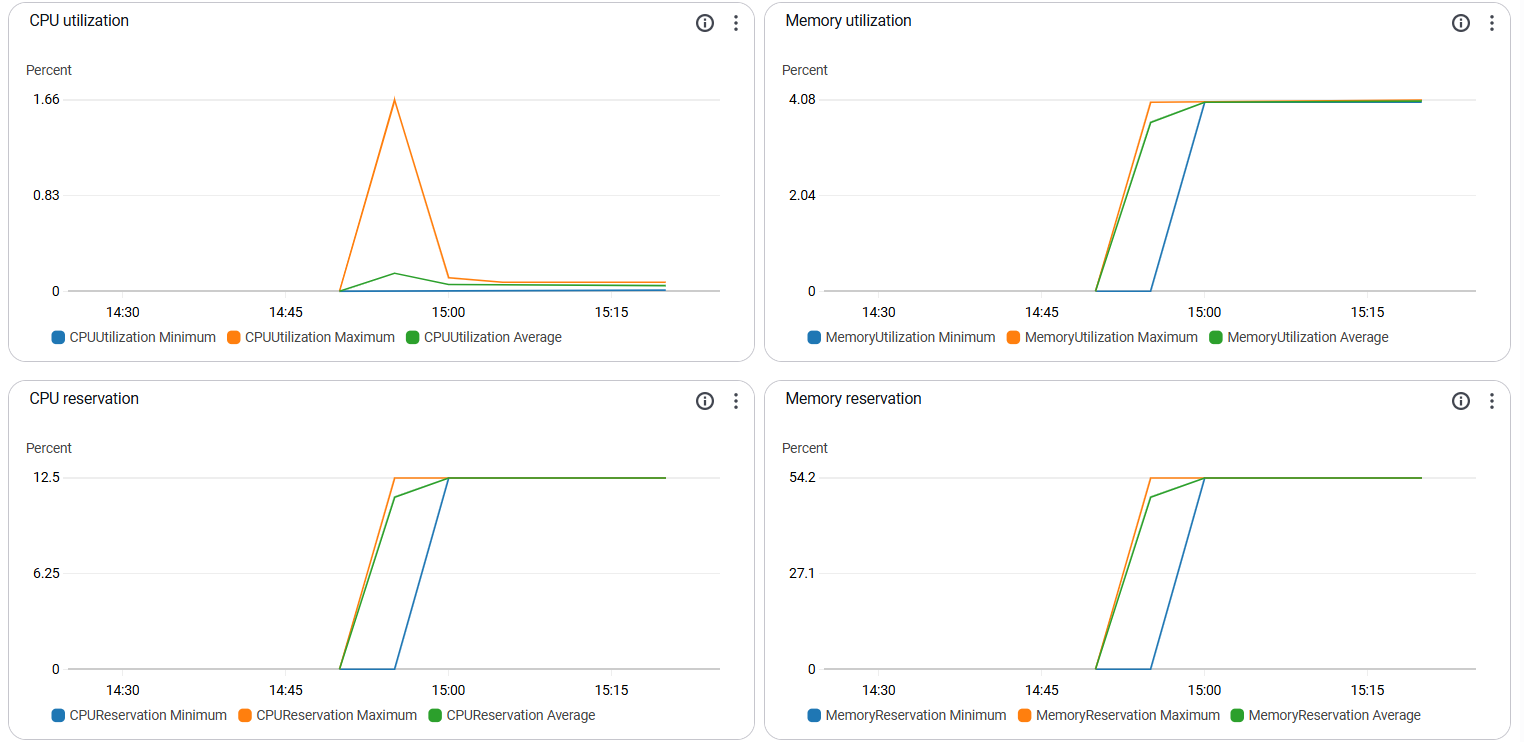 CPU utilization
Percent
1.66
0.83
0
14:30 14:45 15:00 15:15
CPUUtilization Minimum CPUUtilization Maximum CPUUtilization Average
Memory utilization
Percent
4.08
2.04
0
14:30 14:45 15:00 15:15
MemoryUtilization Minimum MemoryUtilization Maximum MemoryUtilization Average
CPU reservation
Percent
12.5
6.25
0
14:30 14:45 15:00 15:15
CPUReservation Minimum CPUReservation Maximum CPUReservation Average
Memory reservation
Percent
54.2
27.1
0
14:30 14:45 15:00 15:15
MemoryReservation Minimum MemoryReservation Maximum MemoryReservation Average